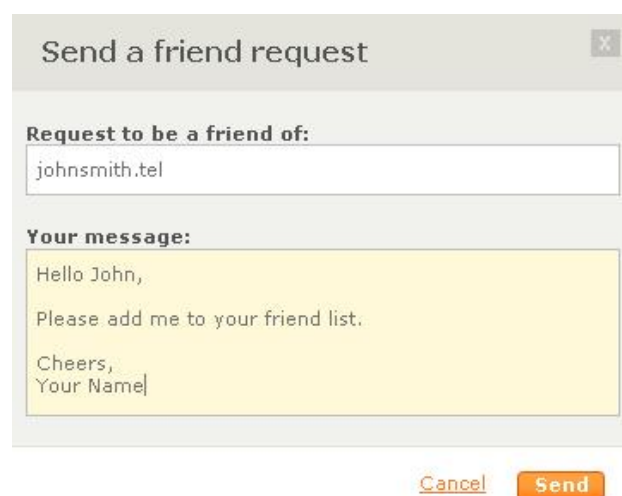 Send a friend request
X
Request to be a friend of:
johnsmith.tel
Your message:
Hello John,
Please add me to your friend list.
Cheers,
Your Name
Cancel Send